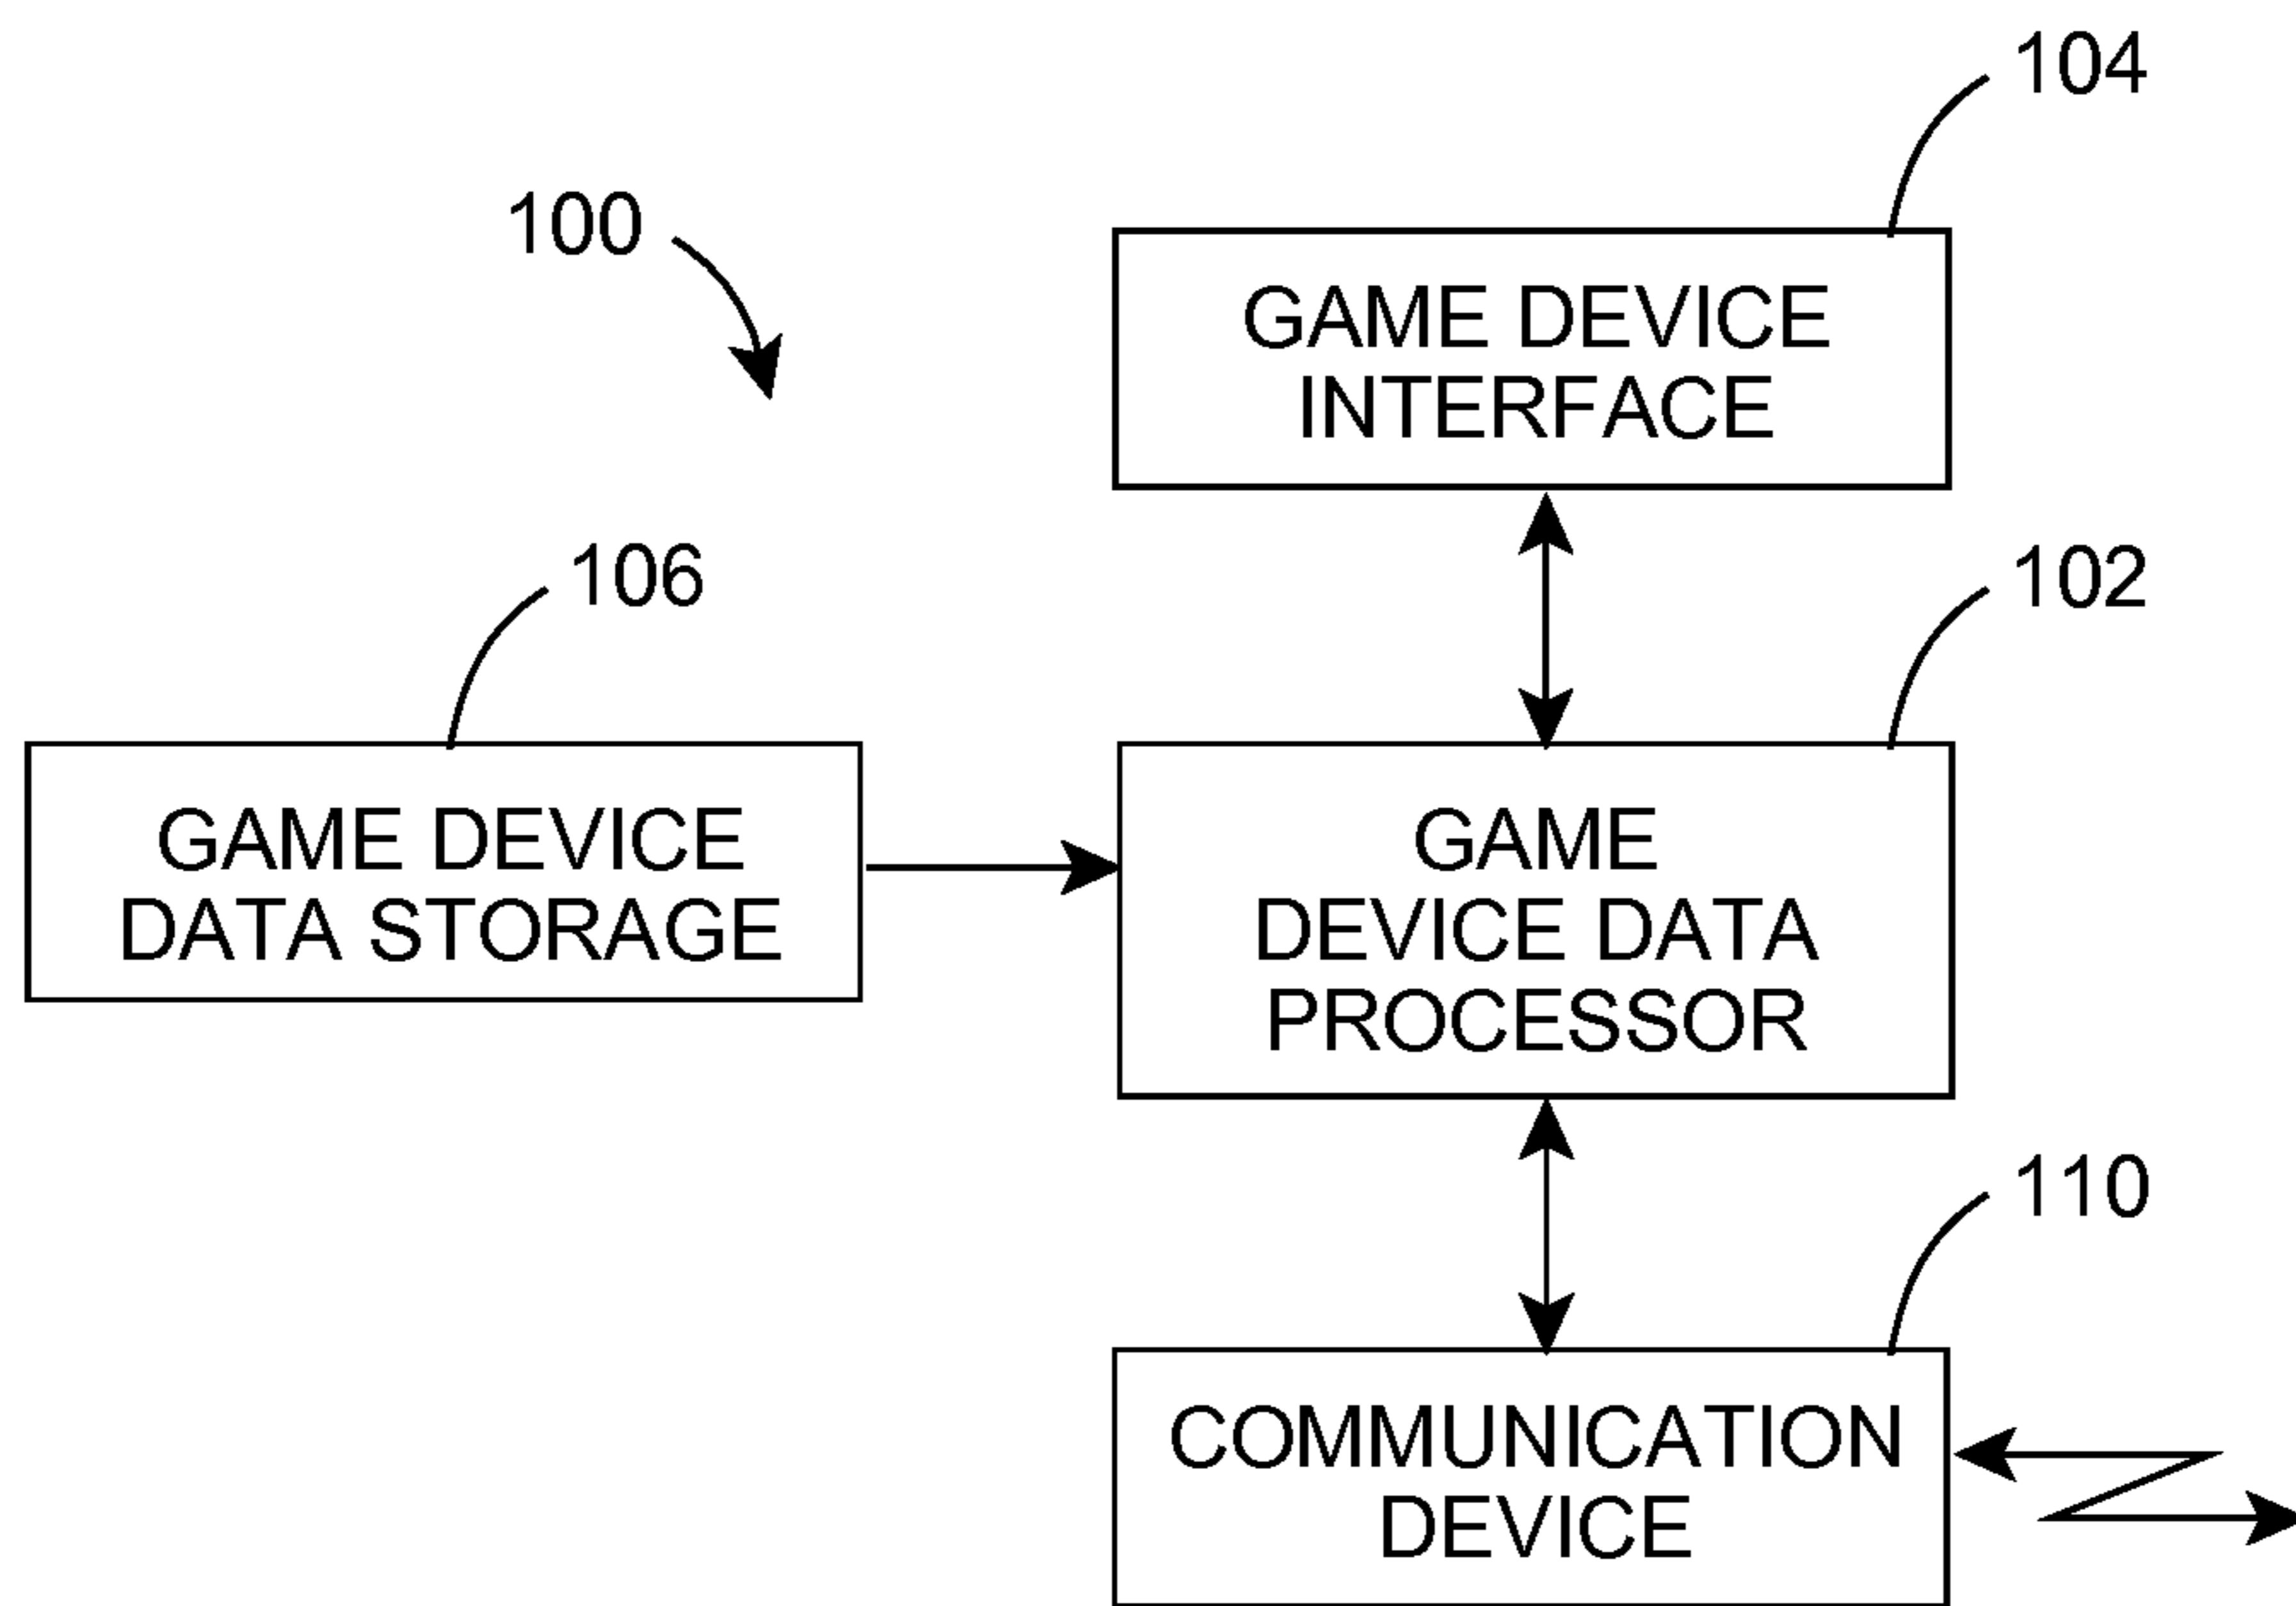 104
100
GAME DEVICE
INTERFACE
106
102
GAME DEVICE
DATA STORAGE
GAME
DEVICE DATA
PROCESSOR
110
COMMUNICATION
DEVICE